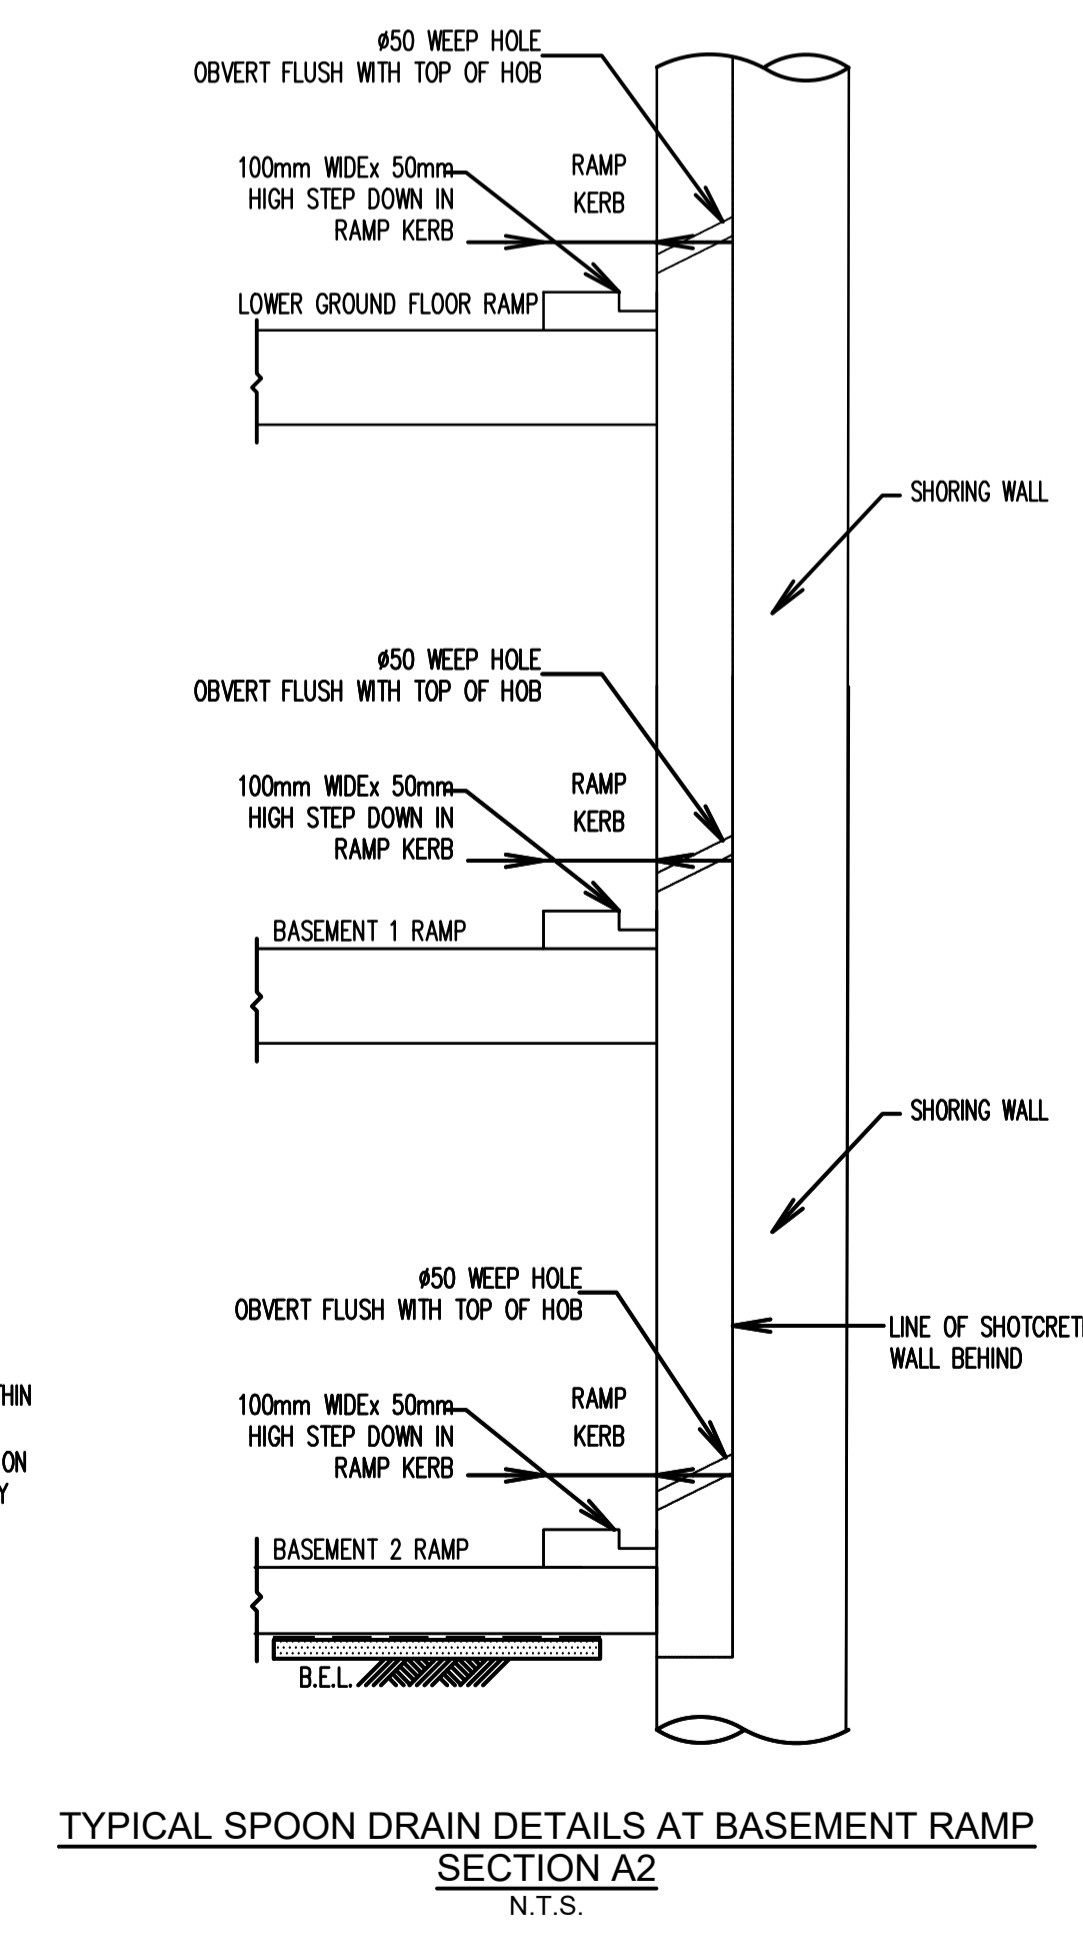 ø50 WEEP HOLE
OBVERT FLUSH WITH TOP OF HOB
100mm WIDEx 50mm
HIGH STEP DOWN IN
RAMP KERB
RAMP
KERB
LOWER GROUND FLOOR RAMP
SHORING WALL
ø50 WEEP HOLE
OBVERT FLUSH WITH TOP OF HOB
100mm WIDEx 50mm
HIGH STEP DOWN IN
RAMP KERB
RAMP
KERB
BASEMENT 1 RAMP
SHORING WALL
ø50 WEEP HOLE
OBVERT FLUSH WITH TOP OF HOB
LINE OF SHOTCRET
WALL BEHIND
THIN
ON
Y
100mm WIDEx 50mm
HIGH STEP DOWN IN
RAMP KERB
RAMP
KERB
BASEMENT 2 RAMP
B.E.L.
TYPICAL SPOON DRAIN DETAILS AT BASEMENT RAMP
SECTION A2
N.T.S.